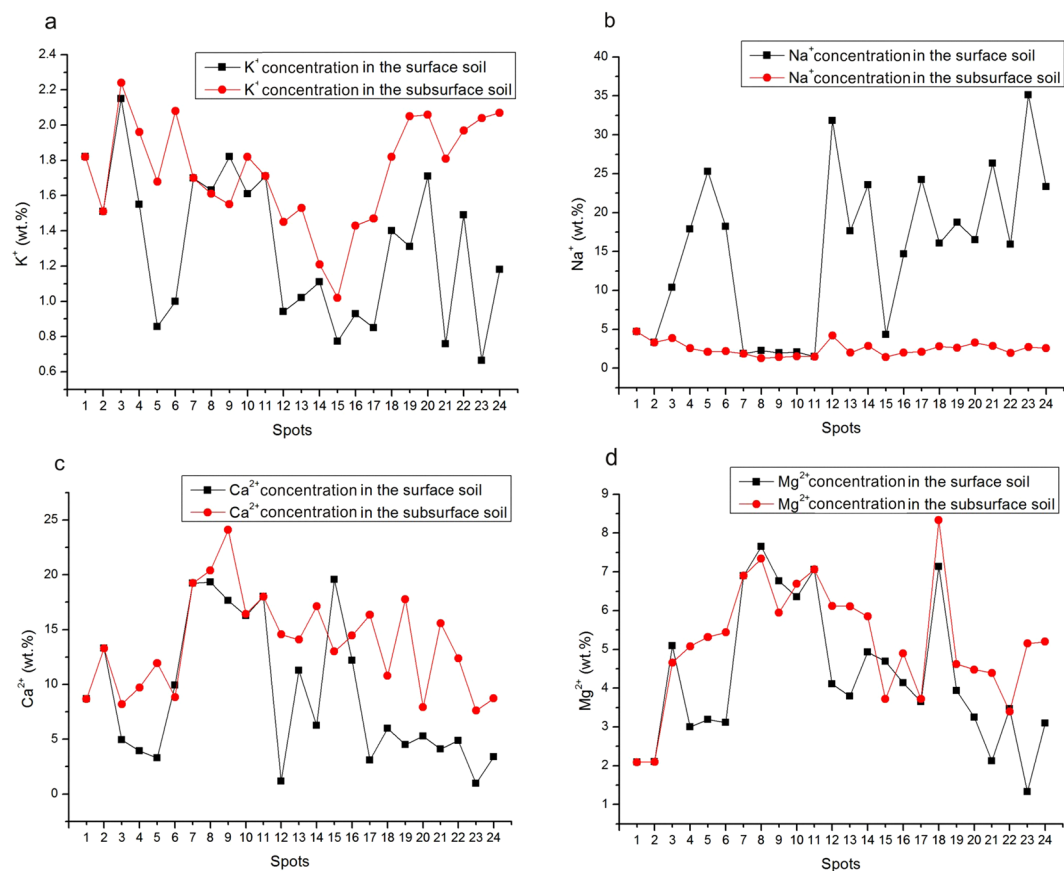 a
K⁺ concentration in the surface soil
K⁺ concentration in the subsurface soil
2.4
2.2
2.0
1.8
1.6
1.4
1.2
1.0
0.8
0.6
K⁺ (wt.%)
1 2 3 4 5 6 7 8 9 10 11 12 13 14 15 16 17 18 19 20 21 22 23 24
Spots
b
Na⁺ concentration in the surface soil
Na⁺ concentration in the subsurface soil
40
35
30
25
20
15
10
5
0
Na⁺ (wt.%)
1 2 3 4 5 6 7 8 9 10 11 12 13 14 15 16 17 18 19 20 21 22 23 24
Spots
c
Ca²⁺ concentration in the surface soil
Ca²⁺ concentration in the subsurface soil
25
20
15
10
5
0
Ca²⁺ (wt.%)
1 2 3 4 5 6 7 8 9 10 11 12 13 14 15 16 17 18 19 20 21 22 23 24
Spots
d
Mg²⁺ concentration in the surface soil
Mg²⁺ concentration in the subsurface soil
9
8
7
6
5
4
3
2
1
Mg²⁺ (wt.%)
1 2 3 4 5 6 7 8 9 10 11 12 13 14 15 16 17 18 19 20 21 22 23 24
Spots